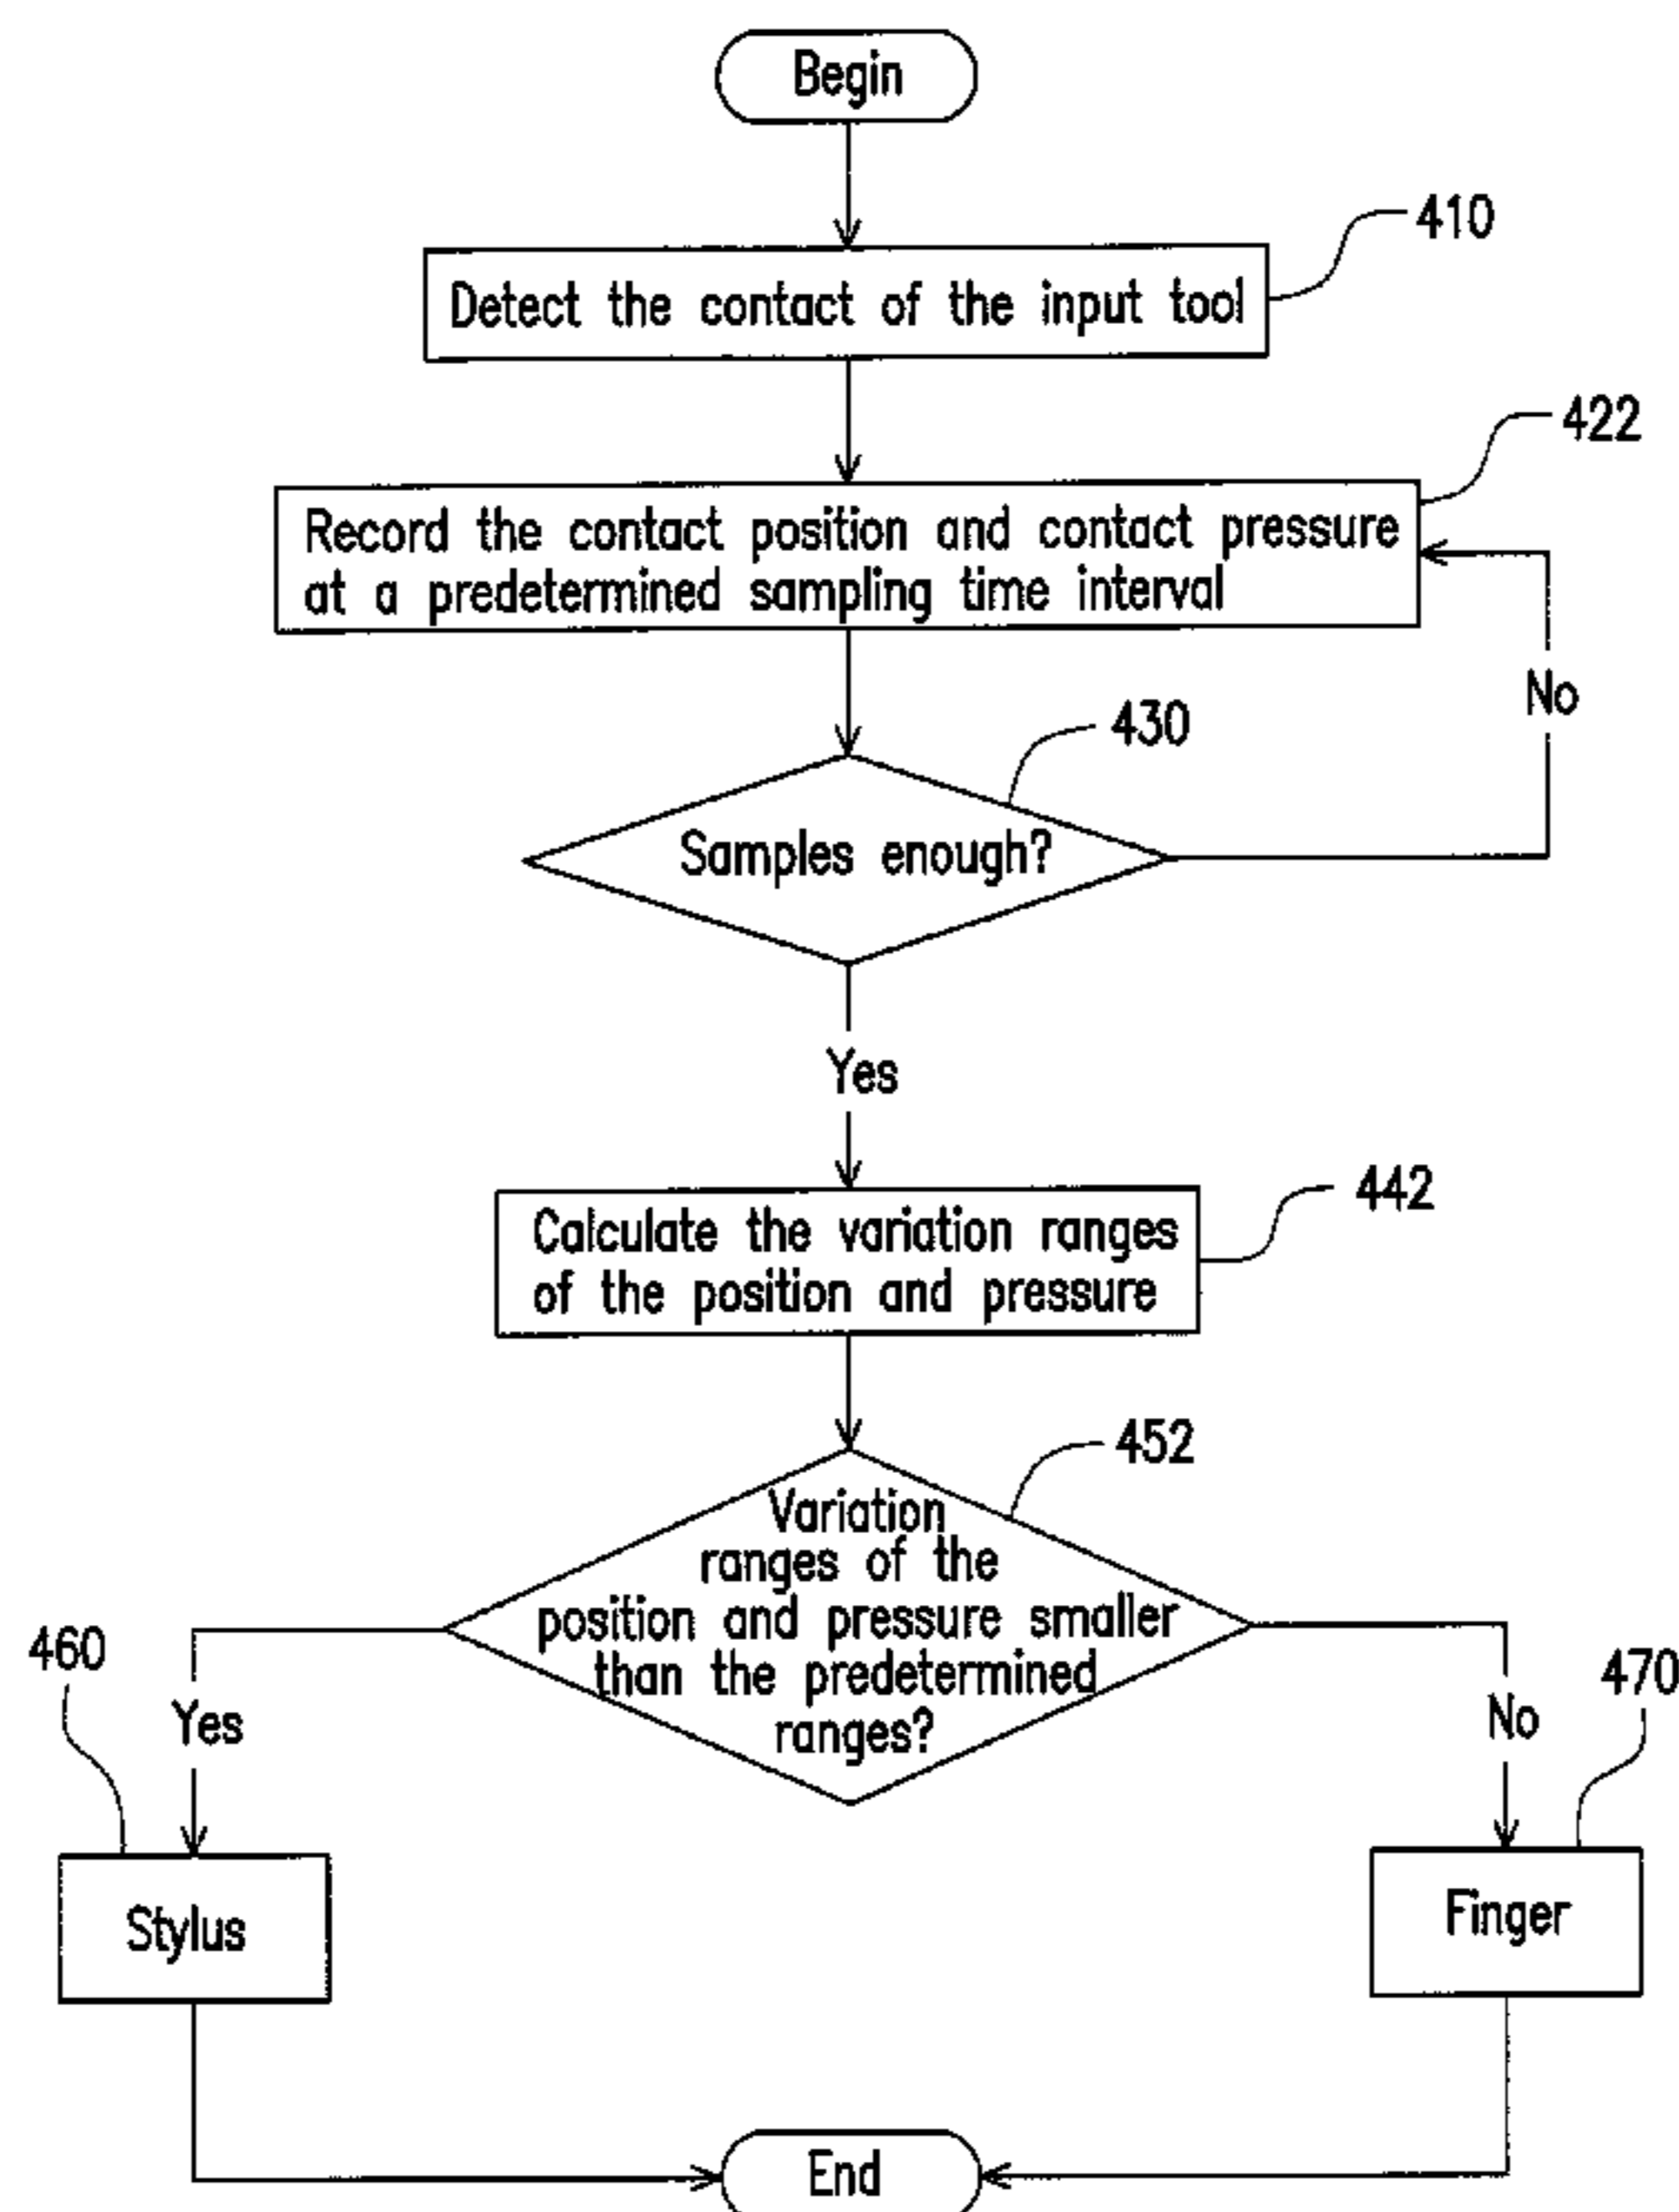 Begin
410
Detect the contact of the input tool
422
Record the contact position and contact pressure
at a predetermined sampling time interval
No
430
Samples enough?
Yes
442
Calculate the variation ranges
of the position and pressure
452
Variation
ranges of the
position and pressure smaller
than the predetermined
ranges?
460
Yes
470
No
Stylus
Finger
End